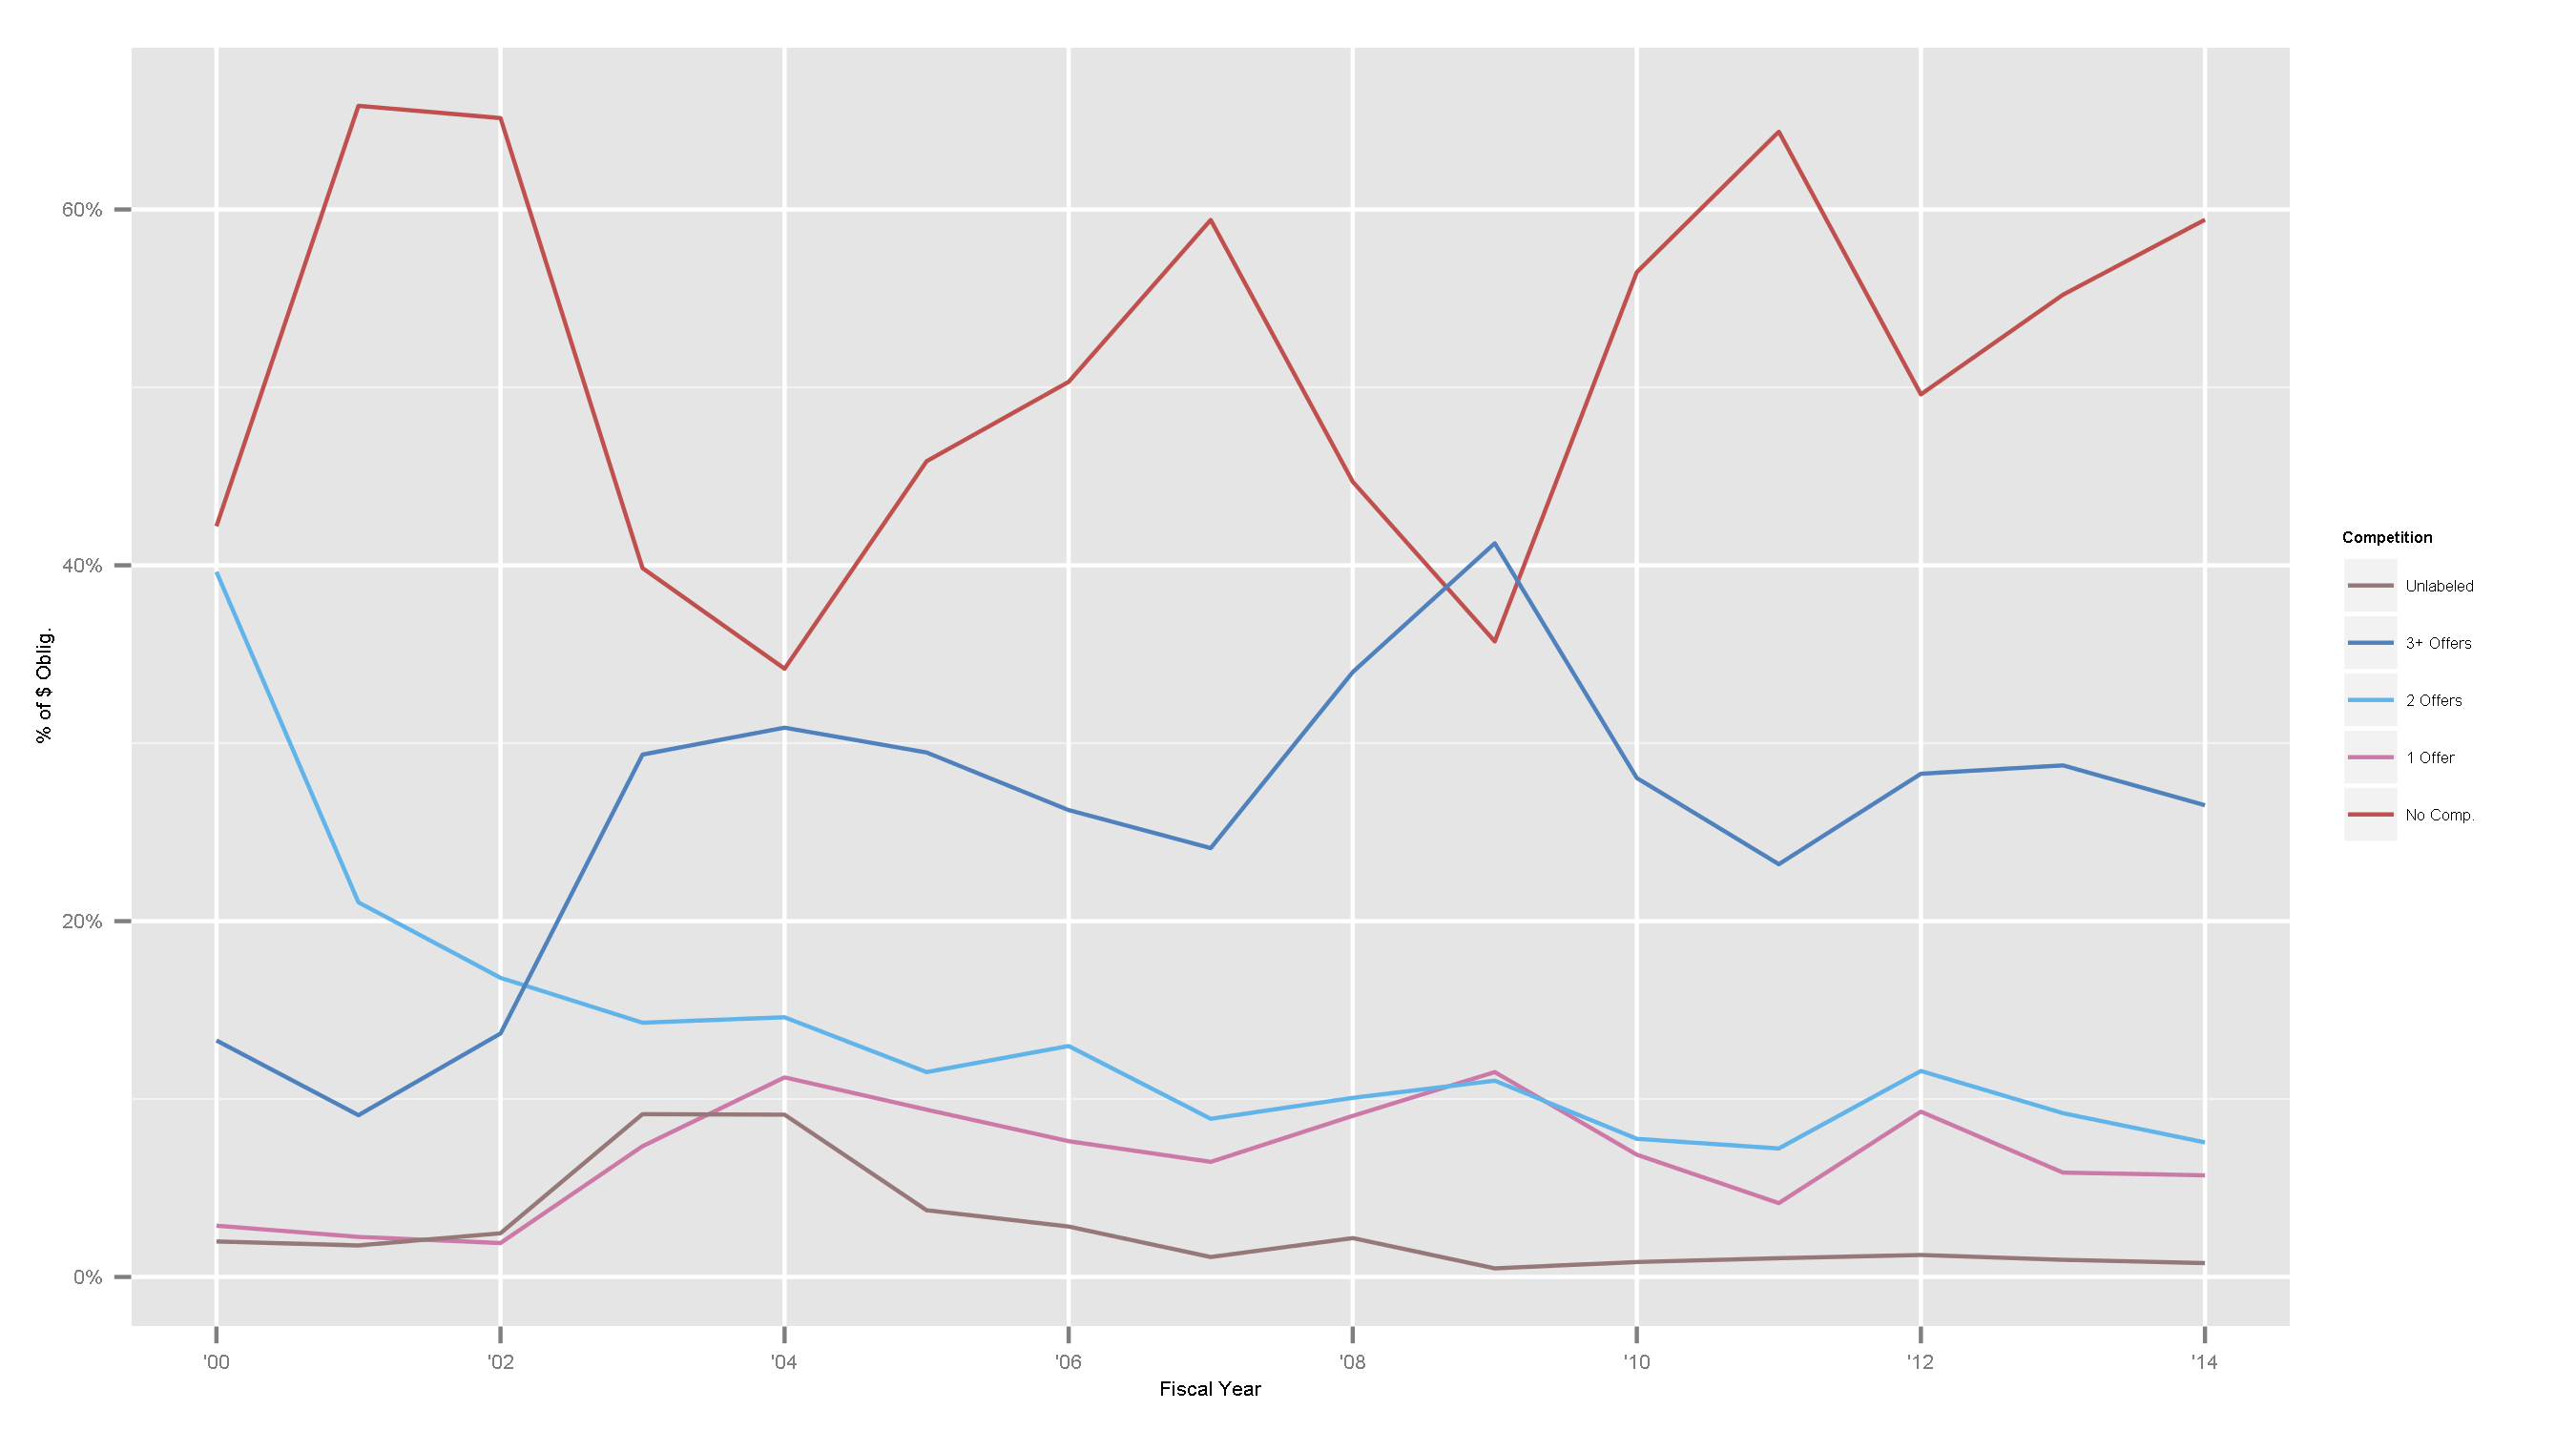 60%
40%
20%
0%
% of $ Oblig.
'00
'02
'04
'06
'08
'10
'12
'14
Fiscal Year
Competition
Unlabeled
3+ Offers
2 Offers
1 Offer
No Comp.